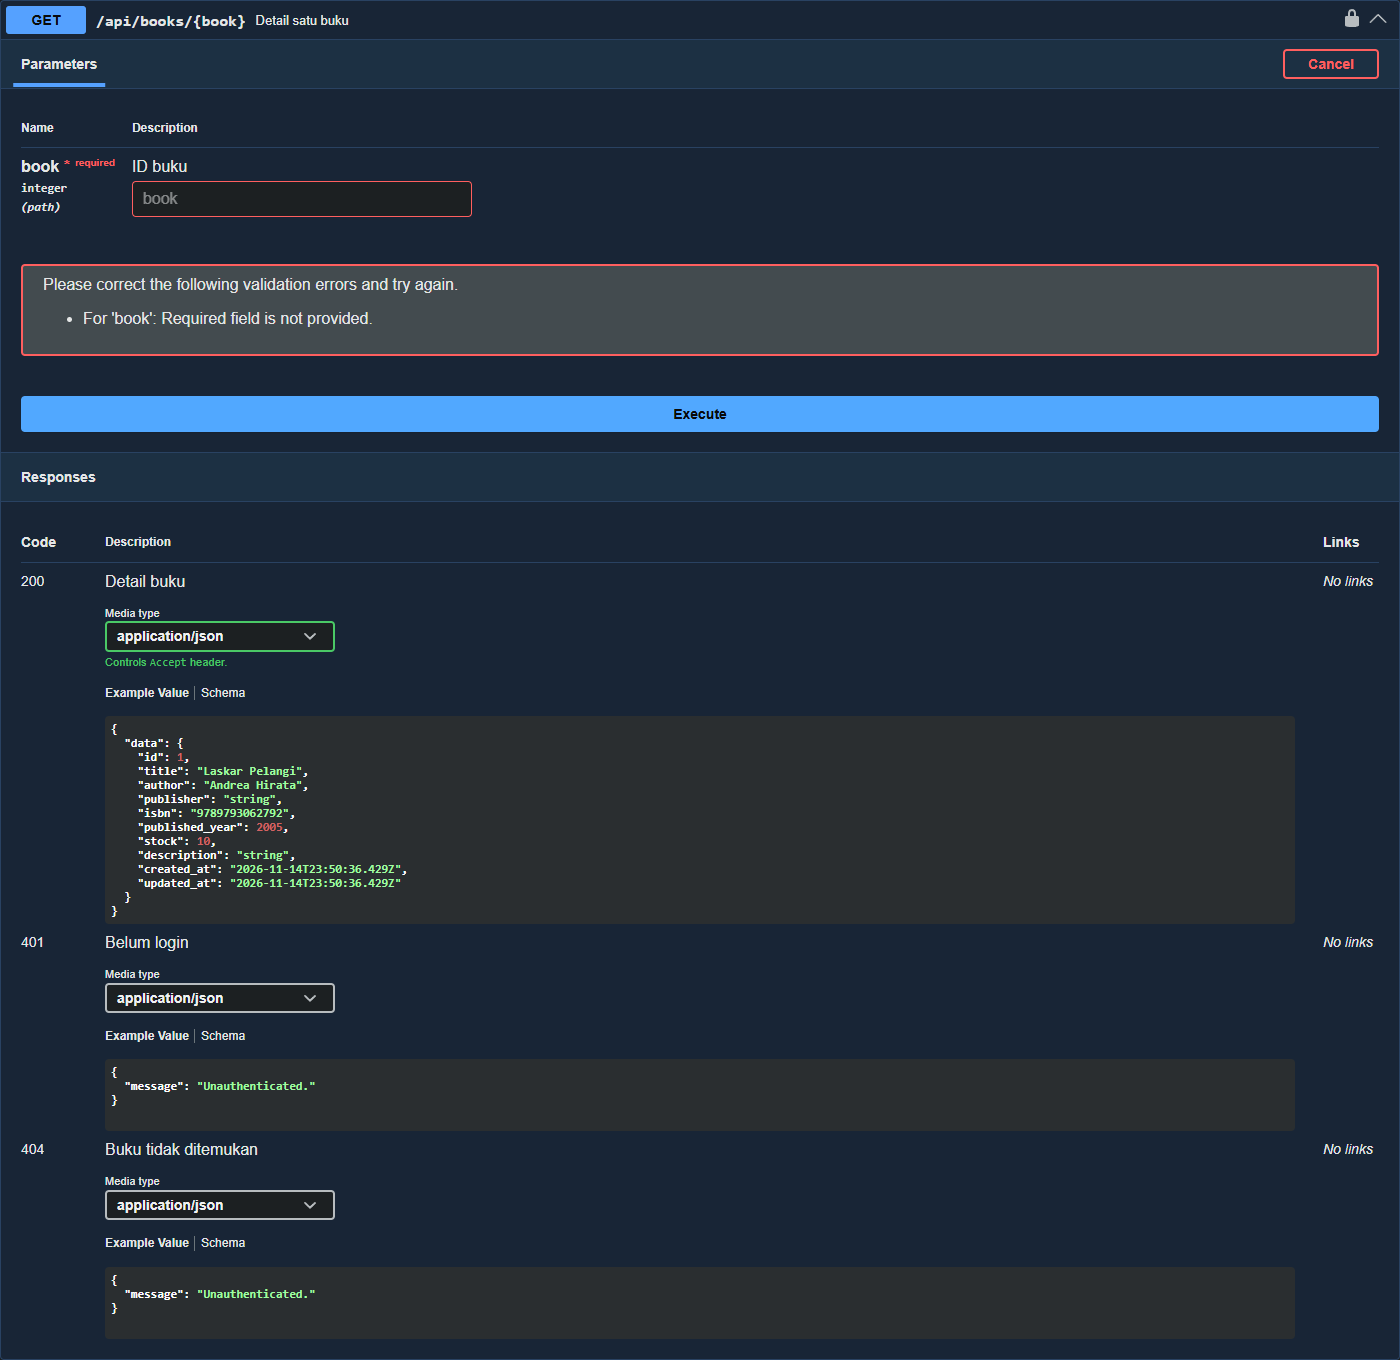 GET /api/books/{book} Detail satu buku
Parameters
Cancel
Name Description
book * required ID buku
integer
(path)
book
Please correct the following validation errors and try again.
• For 'book': Required field is not provided.
Execute
Responses
Code Description Links
200 Detail buku No links
Media type
application/json
Controls Accept header.
Example Value | Schema
{
  "data": {
    "id": 1,
    "title": "Laskar Pelangi",
    "author": "Andrea Hirata",
    "publisher": "string",
    "isbn": "9789793062792",
    "published_year": 2005,
    "stock": 10,
    "description": "string",
    "created_at": "2026-11-14T23:50:36.429Z",
    "updated_at": "2026-11-14T23:50:36.429Z"
  }
}
401 Belum login No links
Media type
application/json
Example Value | Schema
{
  "message": "Unauthenticated."
}
404 Buku tidak ditemukan No links
Media type
application/json
Example Value | Schema
{
  "message": "Unauthenticated."
}